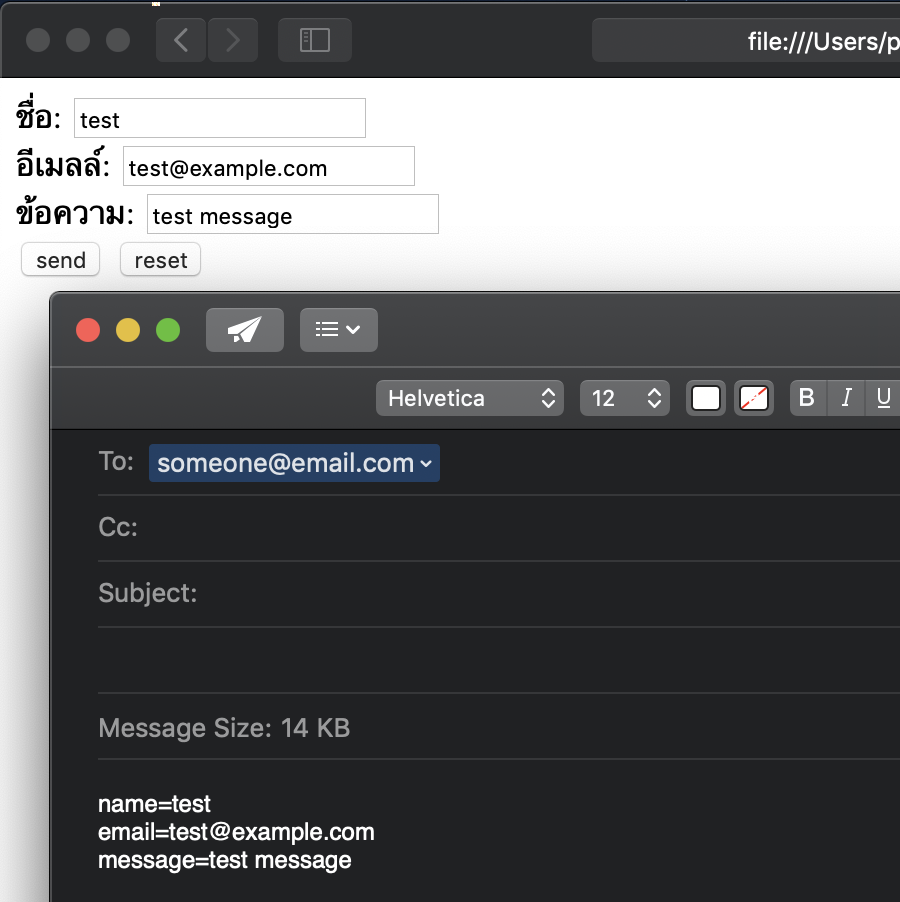 file:///Users/p
ชื่อ: test
อีเมลล์: test@example.com
ข้อความ: test message
send reset
Helvetica 12 B I U
To: someone@email.com
Cc:
Subject:
Message Size: 14 KB
name=test
email=test@example.com
message=test message